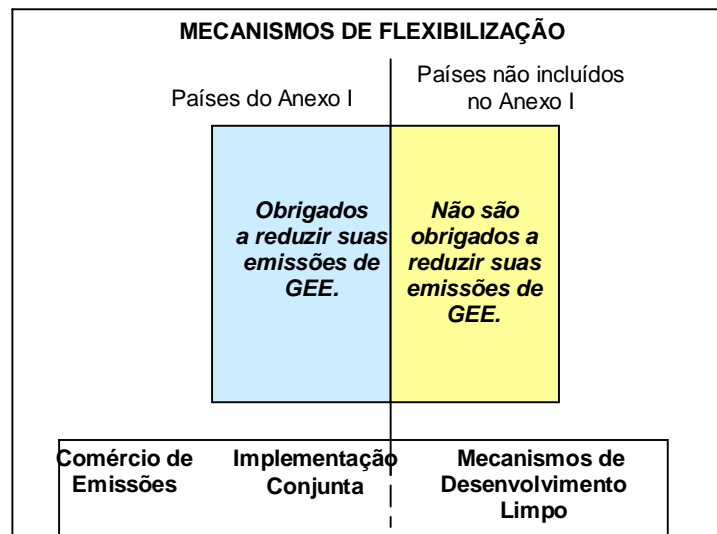 MECANISMOS DE FLEXIBILIZAÇÃO
Países do Anexo I
Países não incluídos
no Anexo I
Obrigados
a reduzir suas
emissões de
GEE.
Não são
obrigados a
reduzir suas
emissões de
GEE.
Comércio de
Emissões
Implementação
Conjunta
Mecanismos de
Desenvolvimento
Limpo